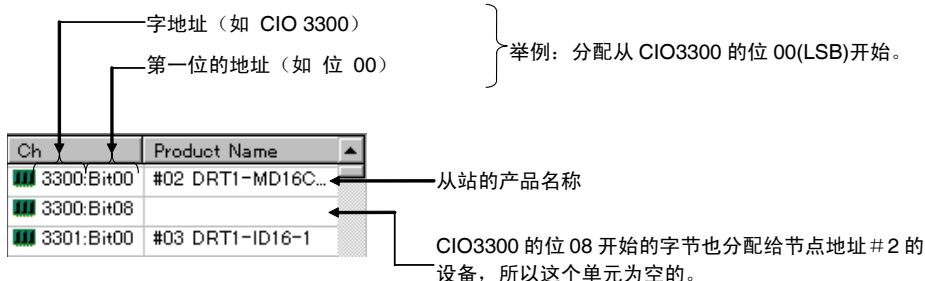 字地址（如 CIO 3300）
第一位的地址（如 位 00）
举例：分配从 CIO3300 的位 00(LSB)开始。
Ch Product Name
3300:Bit00 #02 DRT1-MD16C...
3300:Bit08
3301:Bit00 #03 DRT1-ID16-1
从站的产品名称
CIO3300 的位 08 开始的字节也分配给节点地址＃2 的
设备，所以这个单元为空的。